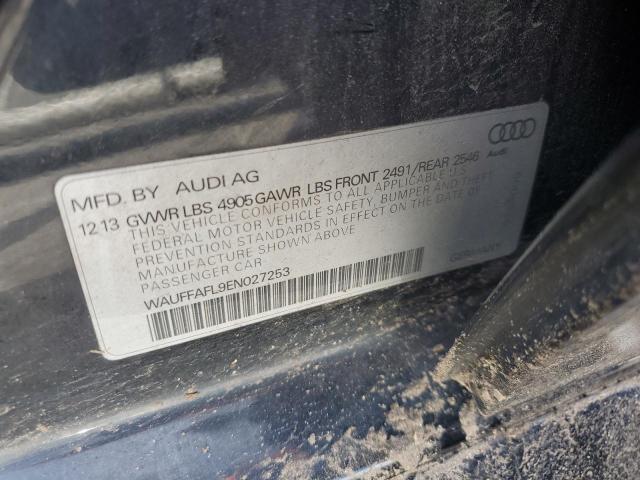 MFD. BY AUDI AG
12.13 GVWR LBS 4905 GAWR LBS FRONT 2491/REAR 2546
THIS VEHICLE CONFORMS TO ALL APPLICABLE U.S.
FEDERAL MOTOR VEHICLE SAFETY, BUMPER AND THEFT
PREVENTION STANDARDS IN EFFECT ON THE DATE OF
MANUFACTURE SHOWN ABOVE
PASSENGER CAR.
WAUFFAFL9EN027253
Audi
GERMANY